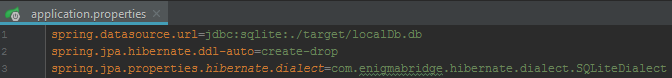 application.properties
1 spring.datasource.url=jdbc:sqlite:./target/localDb.db
2 spring.jpa.hibernate.ddl-auto=create-drop
3 spring.jpa.properties.hibernate.dialect=com.enigmabridge.hibernate.dialect.SQLiteDialect